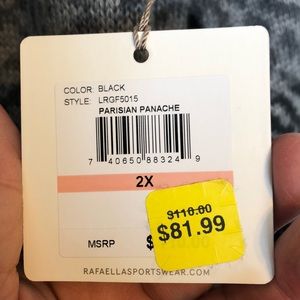 COLOR: BLACK
STYLE: LRGF5015
PARISIAN PANACHE
7 40650 88324 9
2X
$118.00
$81.99
MSRP $
RAFAELLASPORTSWEAR.COM